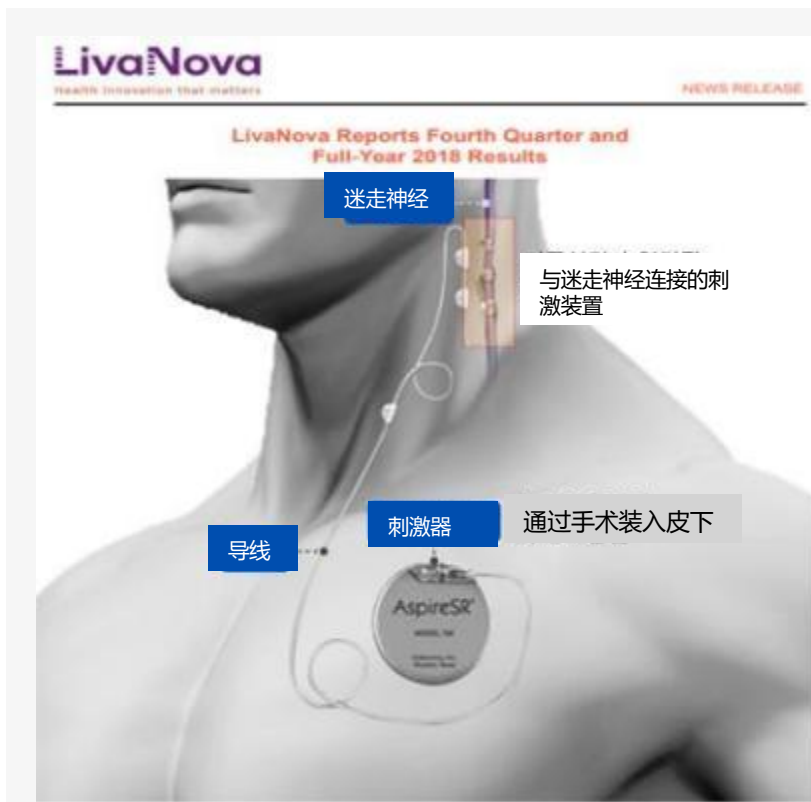 LivaNova
Health innovation that matters
NEWS RELEASE
LivaNova Reports Fourth Quarter and
Full-Year 2018 Results
迷走神经
与迷走神经连接的刺
激装置
刺激器
通过手术装入皮下
导线
AspireSR